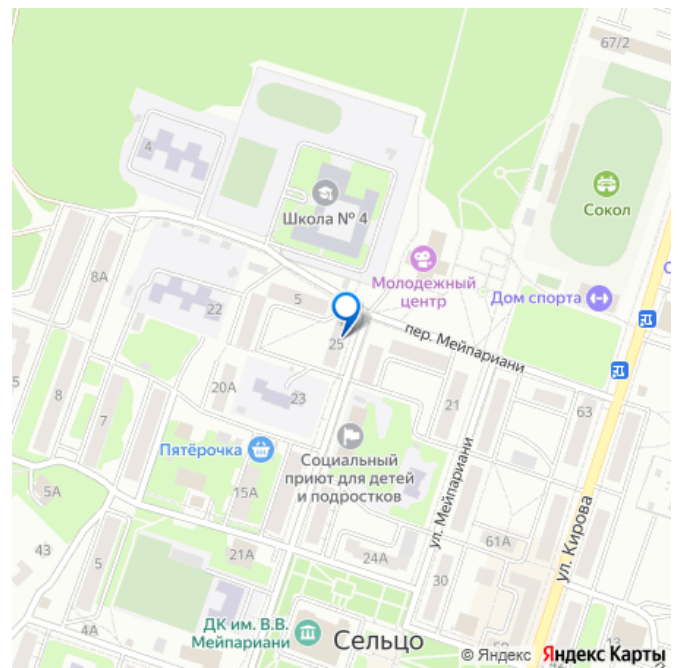 67/2
4
Школа № 4
Сокол
8А
Молодежный
центр
5
22
Дом спорта
25
пер. Мейпариани
5
8
20А
23
21
63
7
Пятёрочка
Социальный
приют для детей
и подростков
ул. Мейпариани
15А
5А
ул. Кирова
43
5
21А
24А
61А
30
4А
ДК им. В.В.
Мейпариани
Сельцо
13
© Яндекс Яндекс Карты